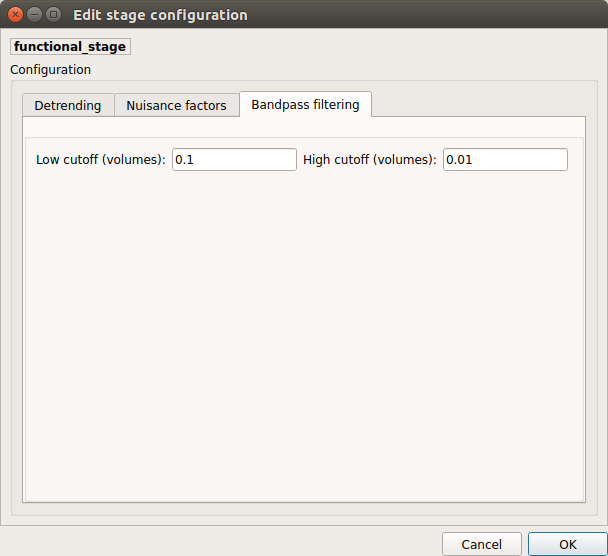 Edit stage configuration
functional_stage
Configuration
Detrending Nuisance factors Bandpass filtering
Low cutoff (volumes): 0.1 High cutoff (volumes): 0.01
Cancel OK